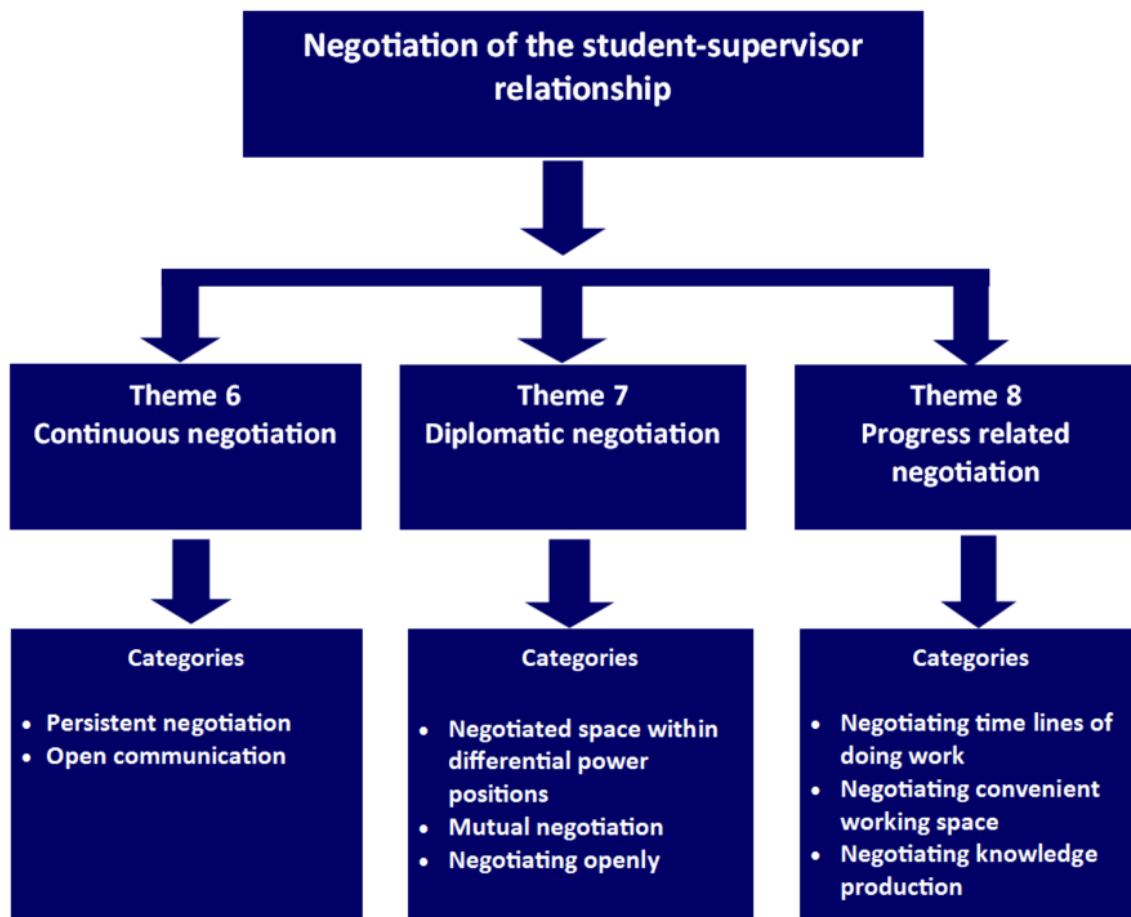 Negotiation of the student-supervisor
relationship
Theme 6
Continuous negotiation
Theme 7
Diplomatic negotiation
Theme 8
Progress related
negotiation
Categories
• Persistent negotiation
• Open communication
Categories
• Negotiated space within
differential power
positions
• Mutual negotiation
• Negotiating openly
Categories
• Negotiating time lines of
doing work
• Negotiating convenient
working space
• Negotiating knowledge
production